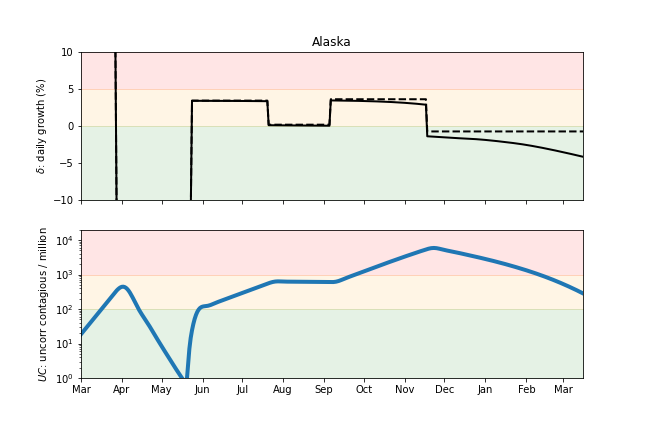 Alaska
δ: daily growth (%)
10
5
0
−5
−10
UC: uncorr contagious / million
10⁴
10³
10²
10¹
10⁰
Mar Apr May Jun Jul Aug Sep Oct Nov Dec Jan Feb Mar